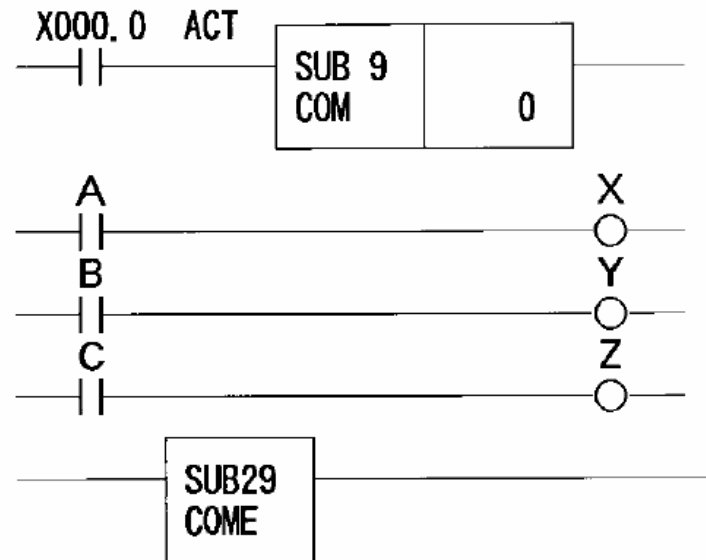 X000.0 ACT
SUB 9
COM 0
A X
B Y
C Z
SUB29
COME